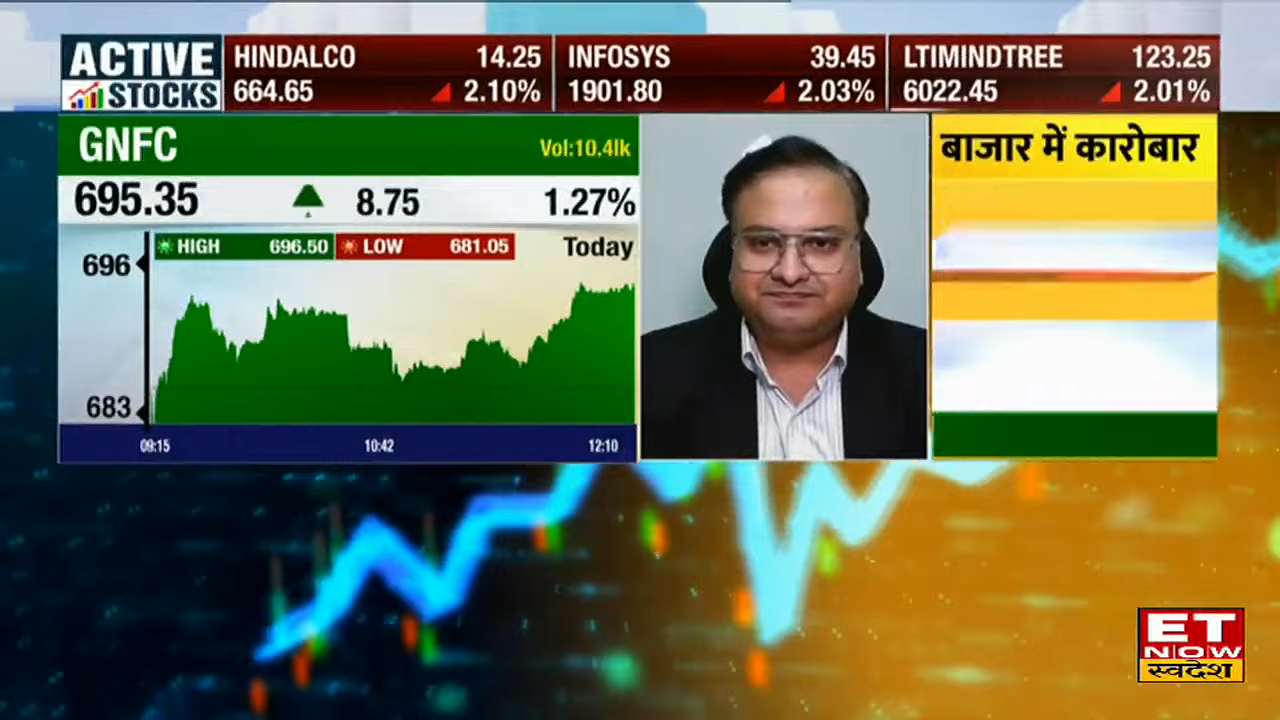 ACTIVE STOCKS
HINDALCO 14.25
664.65 2.10%
INFOSYS 39.45
1901.80 2.03%
LTIMINDTREE 123.25
6022.45 2.01%
GNFC Vol:10.4lk
695.35 8.75 1.27%
HIGH 696.50 LOW 681.05 Today
696
683
09:15 10:42 12:10
बाजार में कारोबार
ET
NOW
स्वदेश